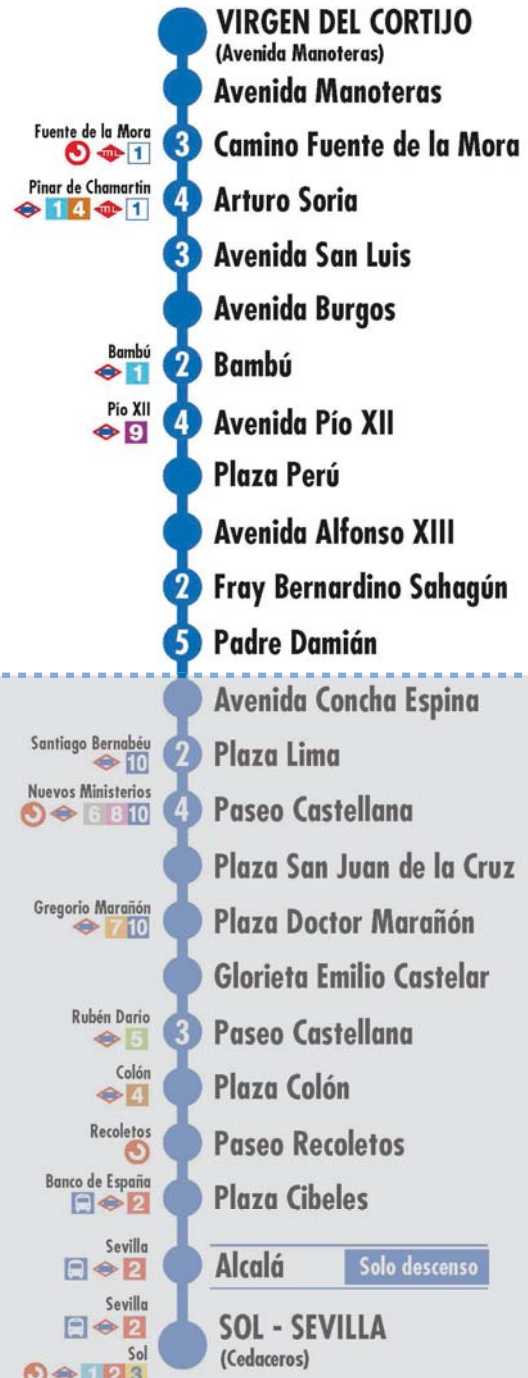 VIRGEN DEL CORTIJO
(Avenida Manoteras)
Avenida Manoteras
Fuente de la Mora
ML 1
3 Camino Fuente de la Mora
Pinar de Chamartín
1 4 ML 1
4 Arturo Soria
3 Avenida San Luis
Avenida Burgos
Bambú
1
2 Bambú
Pío XII
9
4 Avenida Pío XII
Plaza Perú
Avenida Alfonso XIII
2 Fray Bernardino Sahagún
5 Padre Damián
Avenida Concha Espina
Santiago Bernabéu
10
2 Plaza Lima
Nuevos Ministerios
6 8 10
4 Paseo Castellana
Plaza San Juan de la Cruz
Gregorio Marañón
7 10
Plaza Doctor Marañón
Glorieta Emilio Castelar
Rubén Darío
5
3 Paseo Castellana
Colón
4
Plaza Colón
Recoletos
Paseo Recoletos
Banco de España
2
Plaza Cibeles
Sevilla
2
Alcalá Solo descenso
Sevilla
2
SOL - SEVILLA
(Cedaceros)
Sol
1 2 3